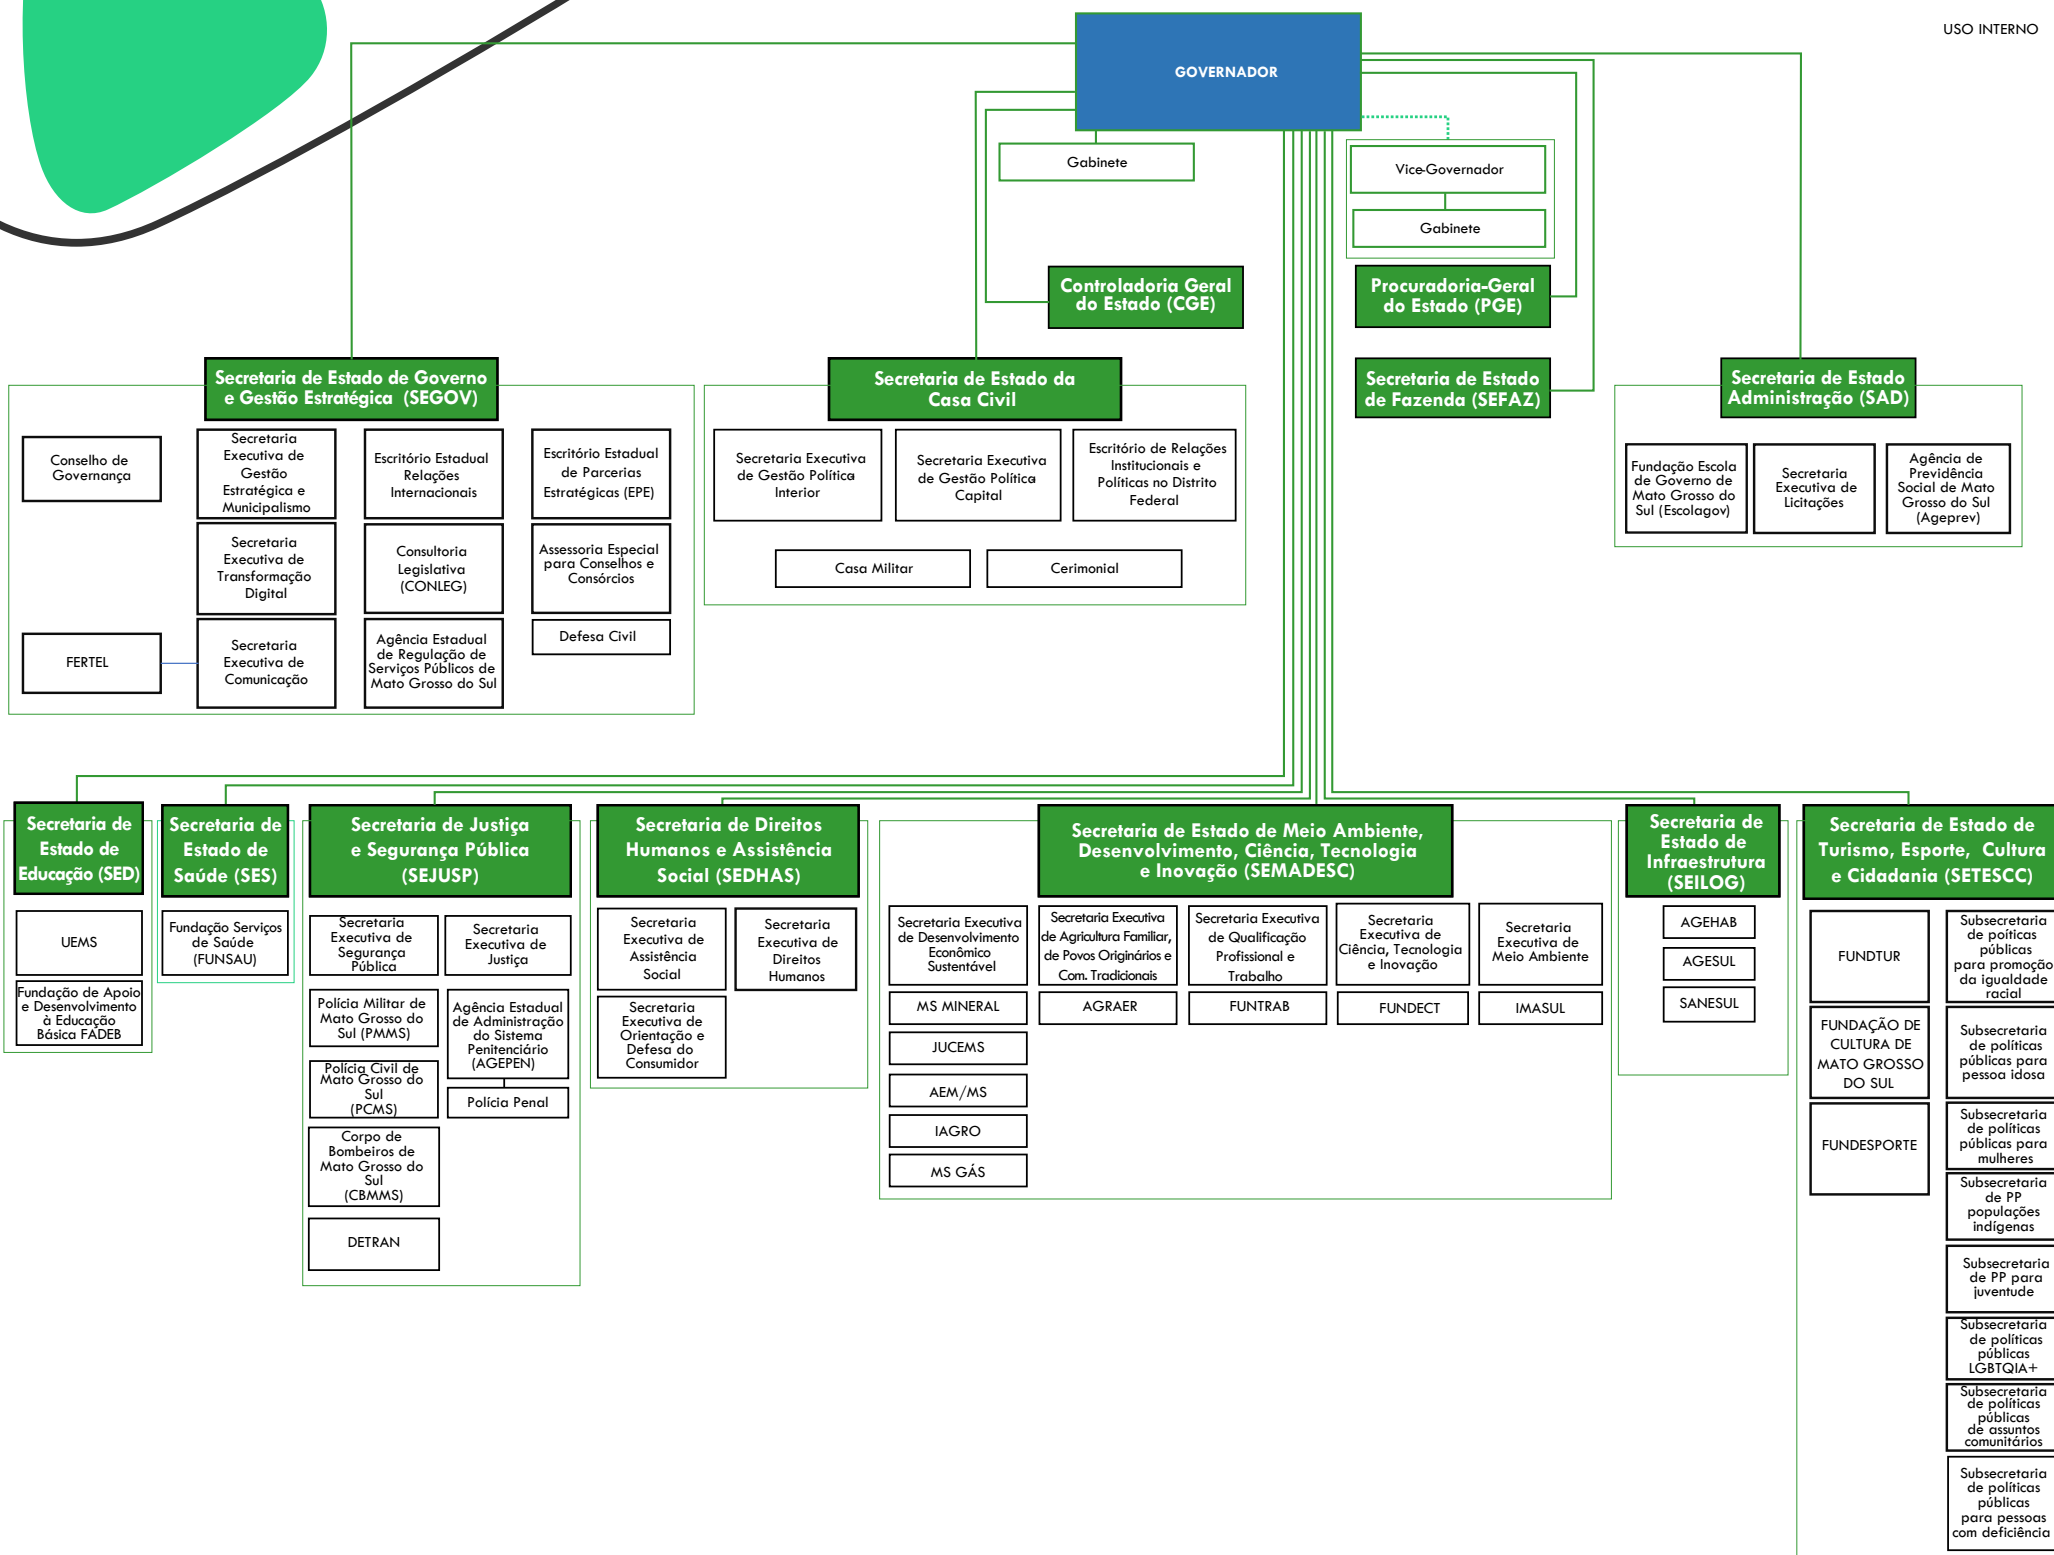 USO INTERNO
GOVERNADOR
Gabinete
Vice-Governador
Gabinete
Controladoria Geral
do Estado (CGE)
Procuradoria-Geral
do Estado (PGE)
Secretaria de Estado de Governo
e Gestão Estratégica (SEGOV)
Secretaria de Estado da
Casa Civil
Secretaria de Estado
de Fazenda (SEFAZ)
Secretaria de Estado
Administração (SAD)
Conselho de
Governança
Secretaria
Executiva de
Gestão
Estratégica e
Municipalismo
Escritório Estadual
Relações
Internacionais
Escritório Estadual
de Parcerias
Estratégicas (EPE)
Secretaria
Executiva de
Transformação
Digital
Consultoria
Legislativa
(CONLEG)
Assessoria Especial
para Conselhos e
Consórcios
FERTEL
Secretaria
Executiva de
Comunicação
Agência Estadual
de Regulação de
Serviços Públicos de
Mato Grosso do Sul
Defesa Civil
Secretaria Executiva
de Gestão Política
Interior
Secretaria Executiva
de Gestão Política
Capital
Escritório de Relações
Institucionais e
Políticas no Distrito
Federal
Casa Militar
Cerimonial
Fundação Escola
de Governo de
Mato Grosso do
Sul (Escolagov)
Secretaria
Executiva de
Licitações
Agência de
Previdência
Social de Mato
Grosso do Sul
(Ageprev)
Secretaria de
Estado de
Educação (SED)
UEMS
Fundação de Apoio
e Desenvolvimento
à Educação
Básica FADEB
Secretaria de
Estado de
Saúde (SES)
Fundação Serviços
de Saúde
(FUNSAU)
Secretaria de Justiça
e Segurança Pública
(SEJUSP)
Secretaria
Executiva de
Segurança
Pública
Secretaria
Executiva de
Justiça
Polícia Militar de
Mato Grosso do
Sul (PMMS)
Agência Estadual
de Administração
do Sistema
Penitenciário
(AGEPEN)
Polícia Civil de
Mato Grosso do
Sul
(PCMS)
Polícia Penal
Corpo de
Bombeiros de
Mato Grosso do
Sul
(CBMMS)
DETRAN
Secretaria de Direitos
Humanos e Assistência
Social (SEDHAS)
Secretaria
Executiva de
Assistência
Social
Secretaria
Executiva de
Direitos
Humanos
Secretaria
Executiva de
Orientação e
Defesa do
Consumidor
Secretaria de Estado de Meio Ambiente,
Desenvolvimento, Ciência, Tecnologia
e Inovação (SEMADESC)
Secretaria Executiva
de Desenvolvimento
Econômico
Sustentável
Secretaria Executiva
de Agricultura Familiar,
de Povos Originários e
Com. Tradicionais
Secretaria Executiva
de Qualificação
Profissional e
Trabalho
Secretaria
Executiva de
Ciência, Tecnologia
e Inovação
Secretaria
Executiva de
Meio Ambiente
MS MINERAL
AGRAER
FUNTRAB
FUNDECT
IMASUL
JUCEMS
AEM/MS
IAGRO
MS GÁS
Secretaria de
Estado de
Infraestrutura
(SEILOG)
AGEHAB
AGESUL
SANESUL
Secretaria de Estado de
Turismo, Esporte, Cultura
e Cidadania (SETESCC)
FUNDTUR
FUNDAÇÃO DE
CULTURA DE
MATO GROSSO
DO SUL
FUNDESPORTE
Subsecretaria
de poíticas
públicas
para promoção
da igualdade
racial
Subsecretaria
de políticas
públicas para
pessoa idosa
Subsecretaria
de políticas
públicas para
mulheres
Subsecretaria
de PP
populações
indígenas
Subsecretaria
de PP para
juventude
Subsecretaria
de políticas
públicas
LGBTQIA+
Subsecretaria
de políticas
públicas
de assuntos
comunitários
Subsecretaria
de políticas
públicas
para pessoas
com deficiência